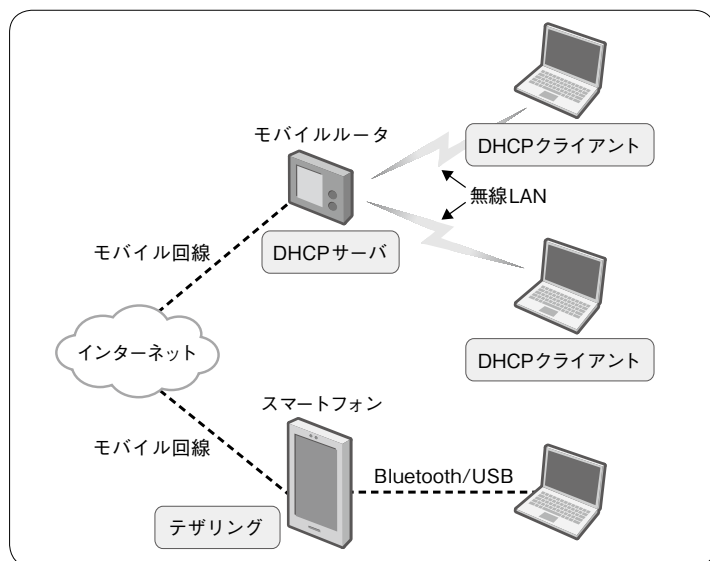 モバイルルータ
DHCPクライアント
無線LAN
モバイル回線
DHCPサーバ
インターネット
DHCPクライアント
スマートフォン
モバイル回線
Bluetooth/USB
テザリング